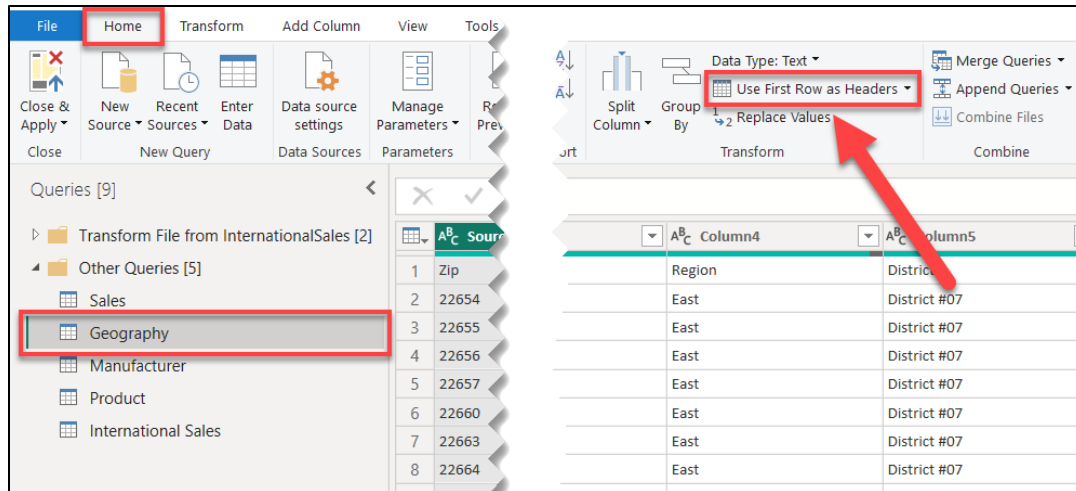 File Home Transform Add Column View Tools
Close & Apply
New Source
Recent Sources
Enter Data
Data source settings
Manage Parameters
Split Column
Group By
Data Type: Text
Use First Row as Headers
1 2 Replace Values
Merge Queries
Append Queries
Combine Files
Close New Query Data Sources Parameters Transform Combine
Queries [9]
Transform File from InternationalSales [2]
Other Queries [5]
Sales
Geography
Manufacturer
Product
International Sales
ABC ABC Column4 ABC
1 Zip Region District
2 22654 East District #07
3 22655 East District #07
4 22656 East District #07
5 22657 East District #07
6 22660 East District #07
7 22663 East District #07
8 22664 East District #07